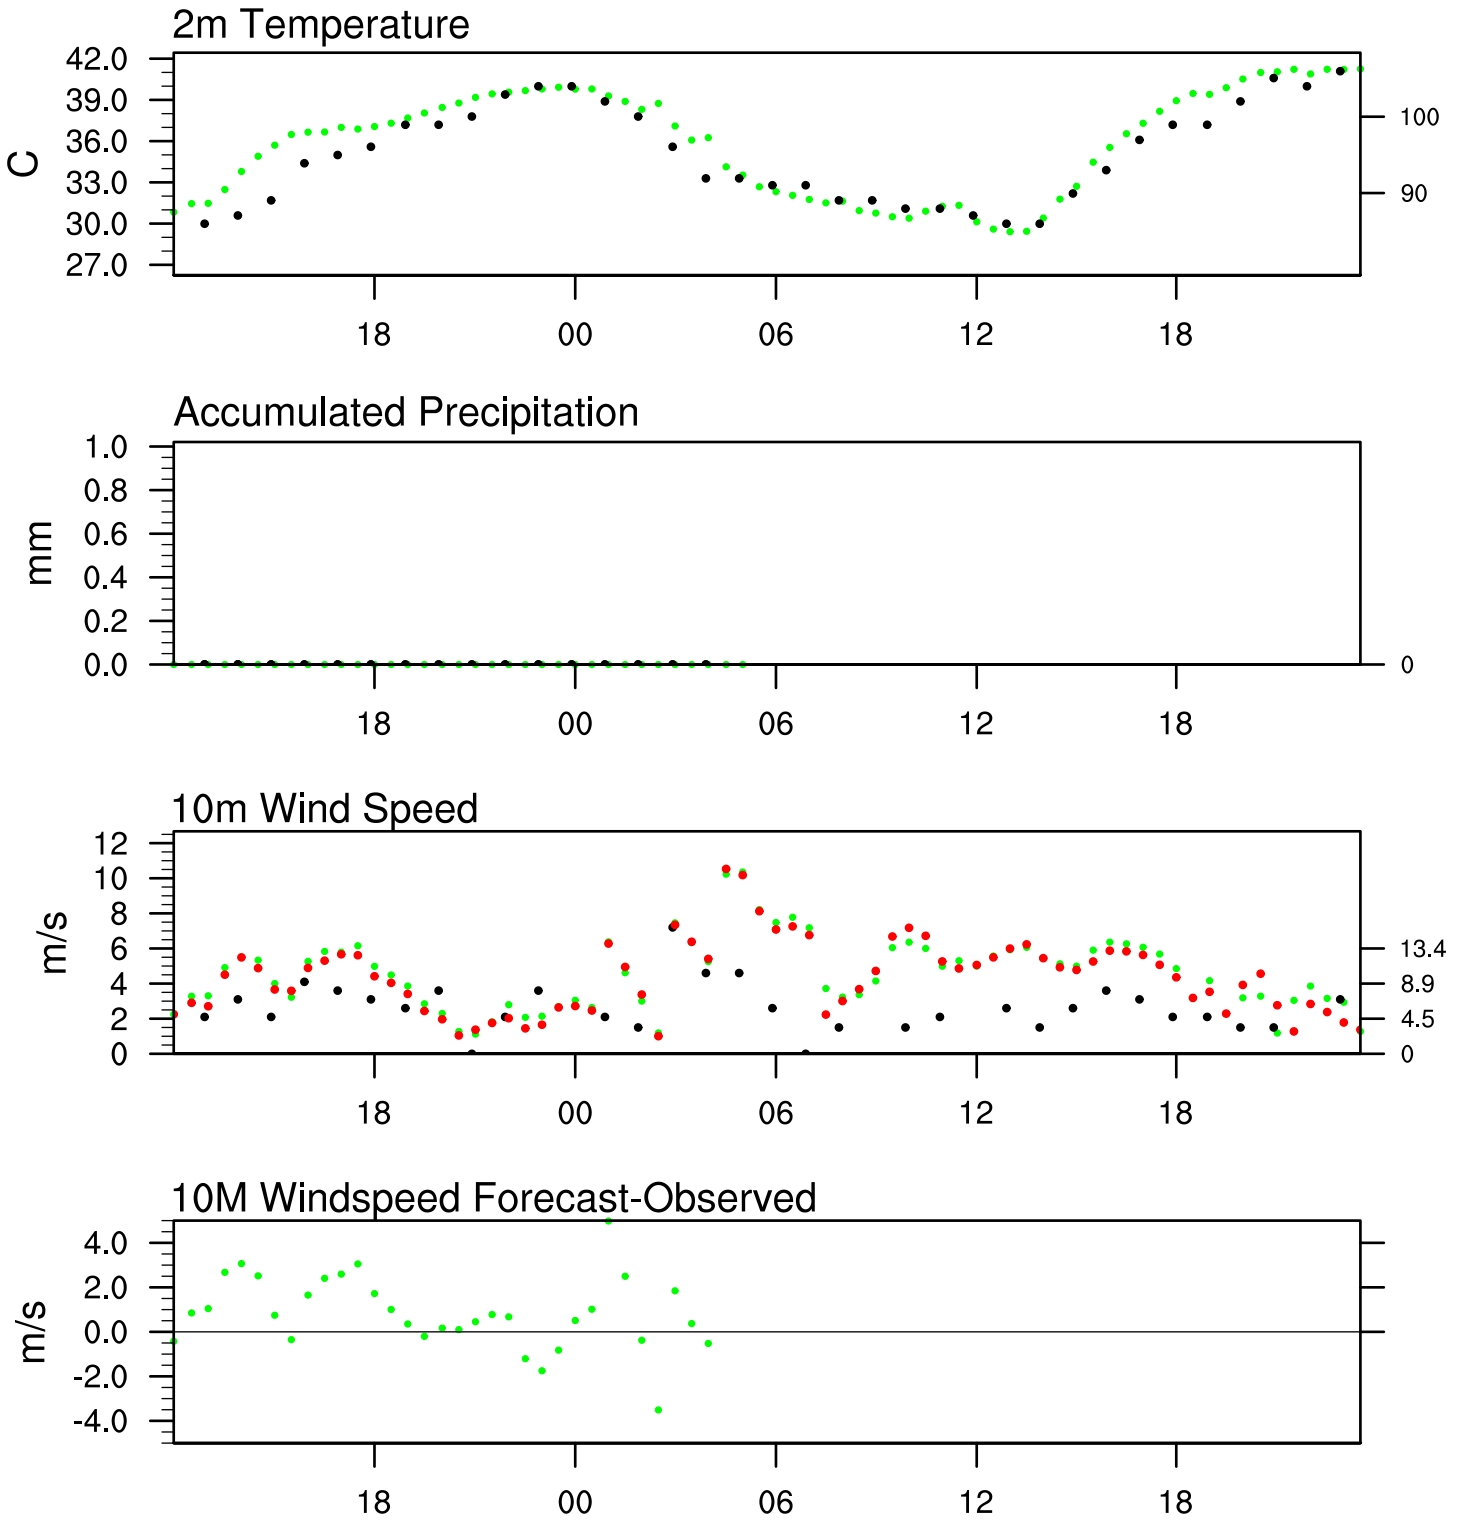 2m Temperature
42.0
39.0
36.0
33.0
30.0
27.0
C
100
90
18 00 06 12 18
Accumulated Precipitation
1.0
0.8
0.6
0.4
0.2
0.0
mm
0
18 00 06 12 18
10m Wind Speed
12
10
8
6
4
2
0
m/s
13.4
8.9
4.5
0
18 00 06 12 18
10M Windspeed Forecast-Observed
4.0
2.0
0.0
-2.0
-4.0
m/s
18 00 06 12 18